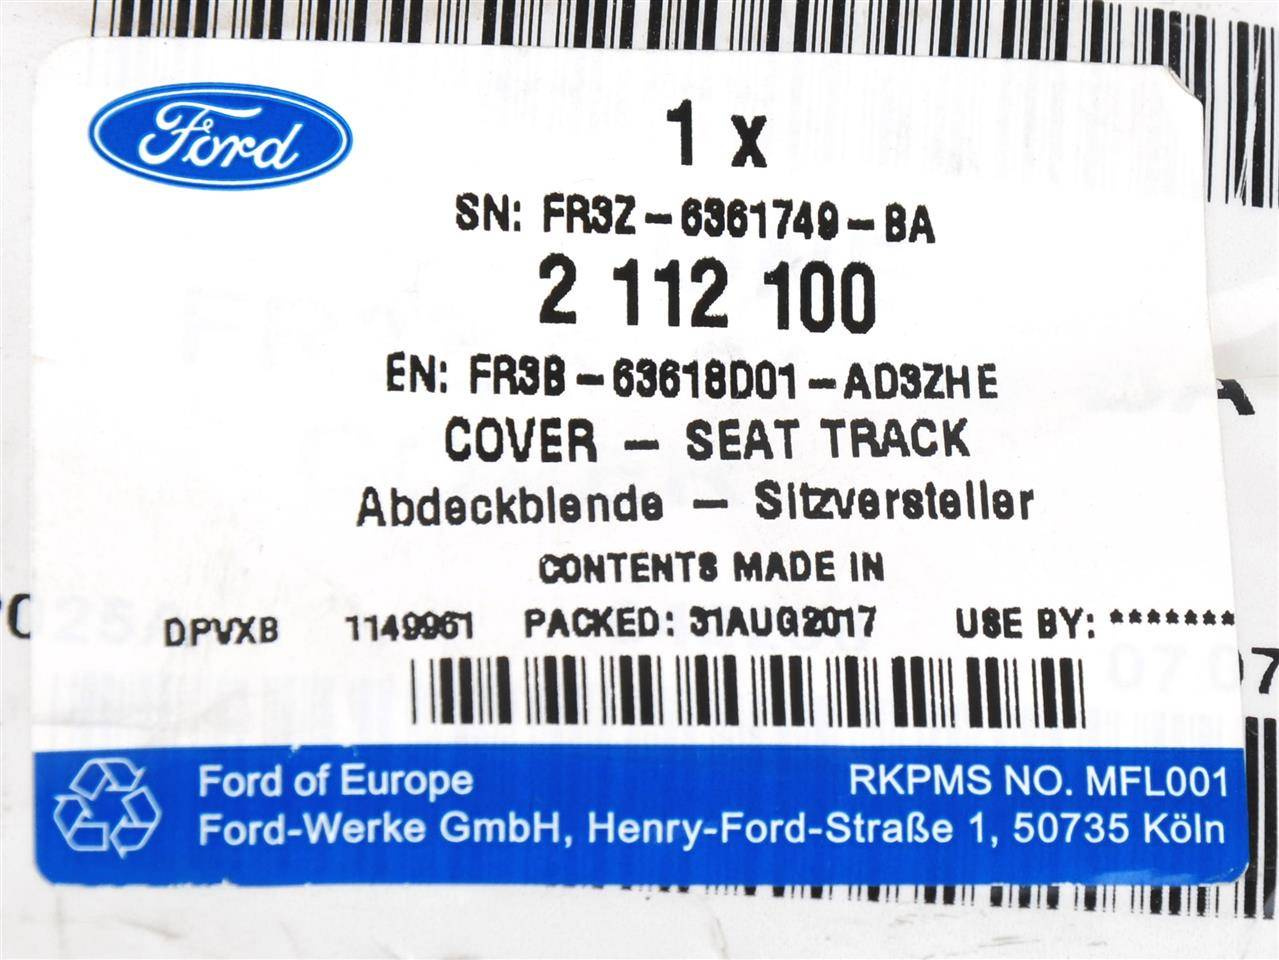 Ford
1 x
SN: FR3Z-6361749-BA
2 112 100
EN: FR3B-63618D01-AD3ZHE
COVER - SEAT TRACK
Abdeckblende - Sitzversteller
CONTENTS MADE IN
DPVXB 1149961 PACKED: 31AUG2017 USE BY: *******
Ford of Europe RKPMS NO. MFL001
Ford-Werke GmbH, Henry-Ford-Straße 1, 50735 Köln